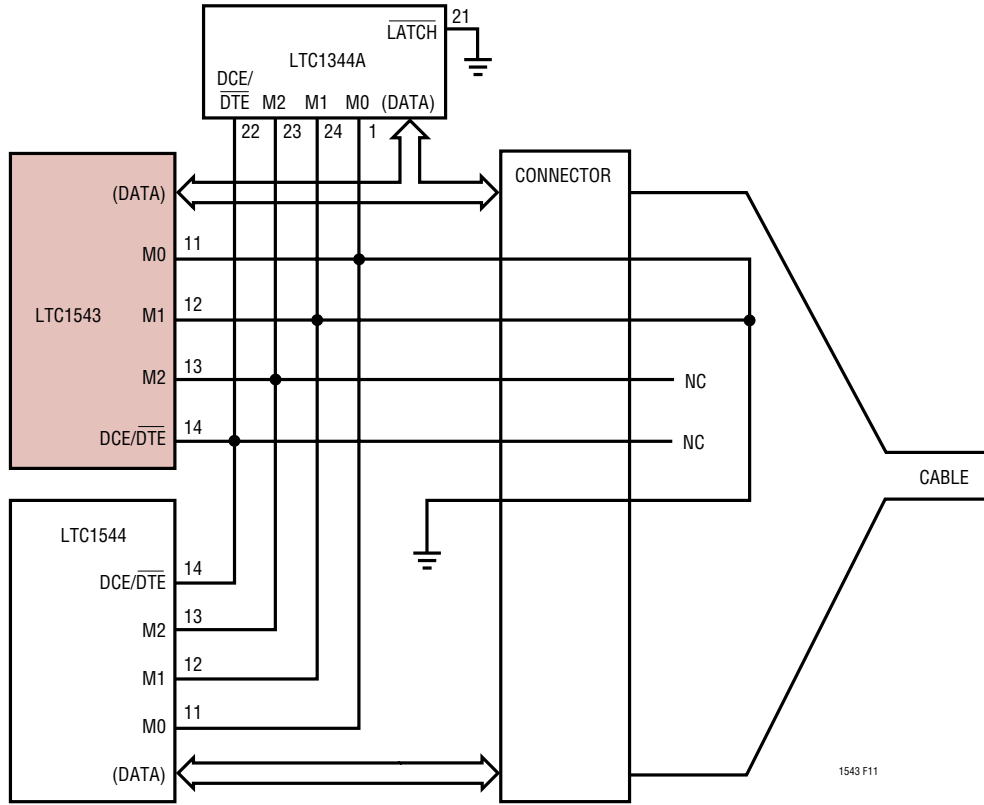 21
LATCH
LTC1344A
DCE/
DTE M2 M1 M0 (DATA)
22 23 24 1
CONNECTOR
(DATA)
11
M0
12
LTC1543 M1
13
M2 NC
14
DCE/DTE NC
CABLE
LTC1544
14
DCE/DTE
13
M2
12
M1
11
M0
(DATA)
1543 F11